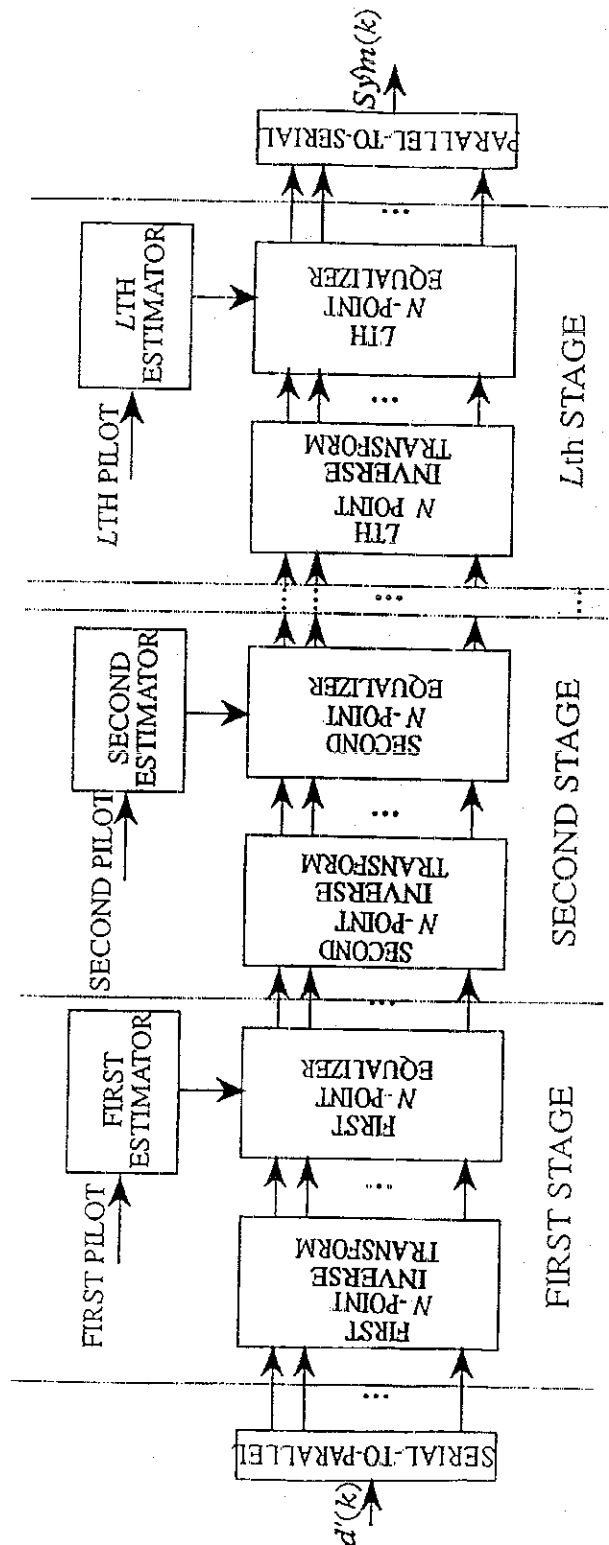 d'(k)
SERIAL-TO-PARALLEL
...
FIRST PILOT
FIRST
ESTIMATOR
FIRST
N-POINT
INVERSE
TRANSFORM
...
FIRST
N-POINT
EQUALIZER
...
FIRST STAGE
SECOND PILOT
SECOND
ESTIMATOR
SECOND
N-POINT
INVERSE
TRANSFORM
...
SECOND
N-POINT
EQUALIZER
...
SECOND STAGE
LTH PILOT
LTH
ESTIMATOR
LTH
N POINT
INVERSE
TRANSFORM
...
LTH
N-POINT
EQUALIZER
...
Lth STAGE
PARALLEL-TO-SERIAL
Sym(k)